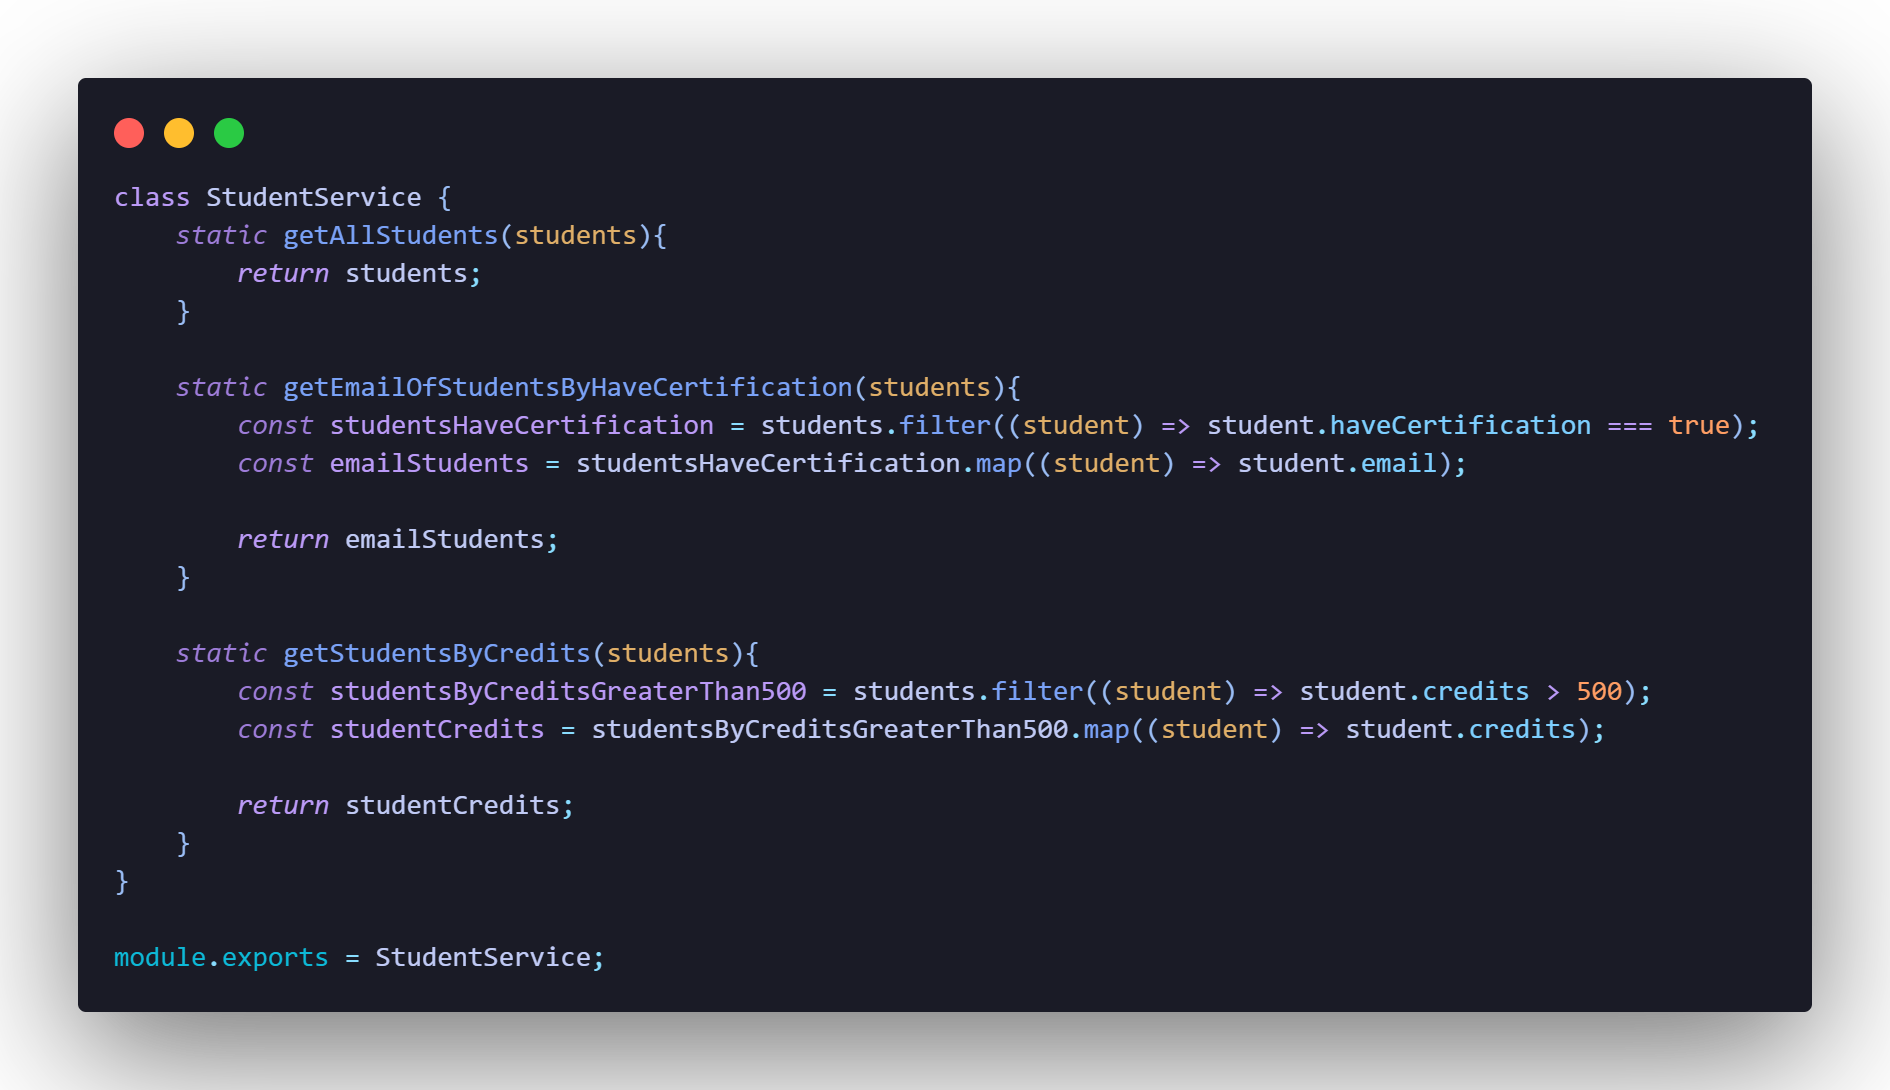 class StudentService {
    static getAllStudents(students){
        return students;
    }

    static getEmailOfStudentsByHaveCertification(students){
        const studentsHaveCertification = students.filter((student) => student.haveCertification === true);
        const emailStudents = studentsHaveCertification.map((student) => student.email);

        return emailStudents;
    }

    static getStudentsByCredits(students){
        const studentsByCreditsGreaterThan500 = students.filter((student) => student.credits > 500);
        const studentCredits = studentsByCreditsGreaterThan500.map((student) => student.credits);

        return studentCredits;
    }
}

module.exports = StudentService;